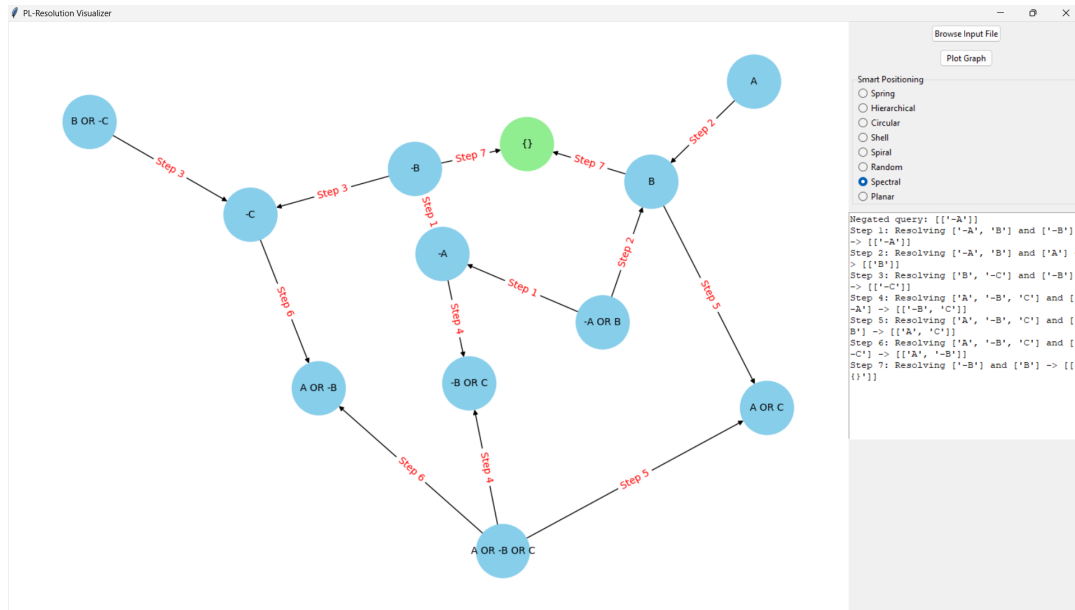 PL-Resolution Visualizer
Browse Input File
Plot Graph
Smart Positioning
Spring
Hierarchical
Circular
Shell
Spiral
Random
Spectral
Planar
Negated query: [['-A']]
Step 1: Resolving ['-A', 'B'] and ['-B']
-> [['-A']]
Step 2: Resolving ['-A', 'B'] and ['A'] 
> [['B']]
Step 3: Resolving ['B', '-C'] and ['-B']
-> [['-C']]
Step 4: Resolving ['A', '-B', 'C'] and [
-A'] -> [['-B', 'C']]
Step 5: Resolving ['A', '-B', 'C'] and [
B'] -> [['A', 'C']]
Step 6: Resolving ['A', '-B', 'C'] and [
-C'] -> [['A', '-B']]
Step 7: Resolving ['-B'] and ['B'] -> [[
{}']]
A
B OR -C
Step 2
{}
Step 7
Step 7
Step 3
-B
B
Step 3
-C
Step 1
Step 2
-A
Step 1
Step 5
Step 6
Step 4
-A OR B
A OR -B
-B OR C
A OR C
Step 6
Step 4
Step 5
A OR -B OR C